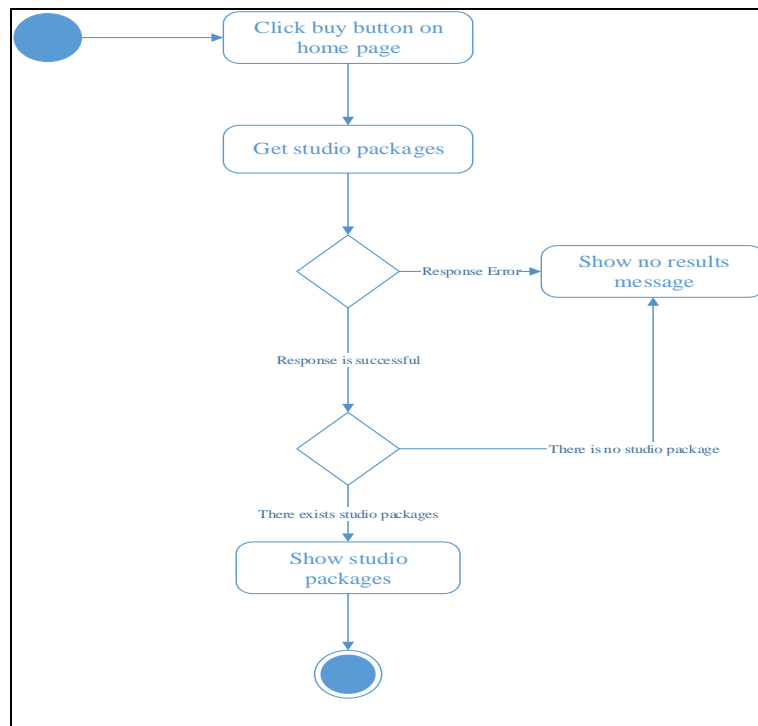 Click buy button on
home page
Get studio packages
Response Error
Show no results
message
Response is successful
There is no studio package
There exists studio packages
Show studio
packages